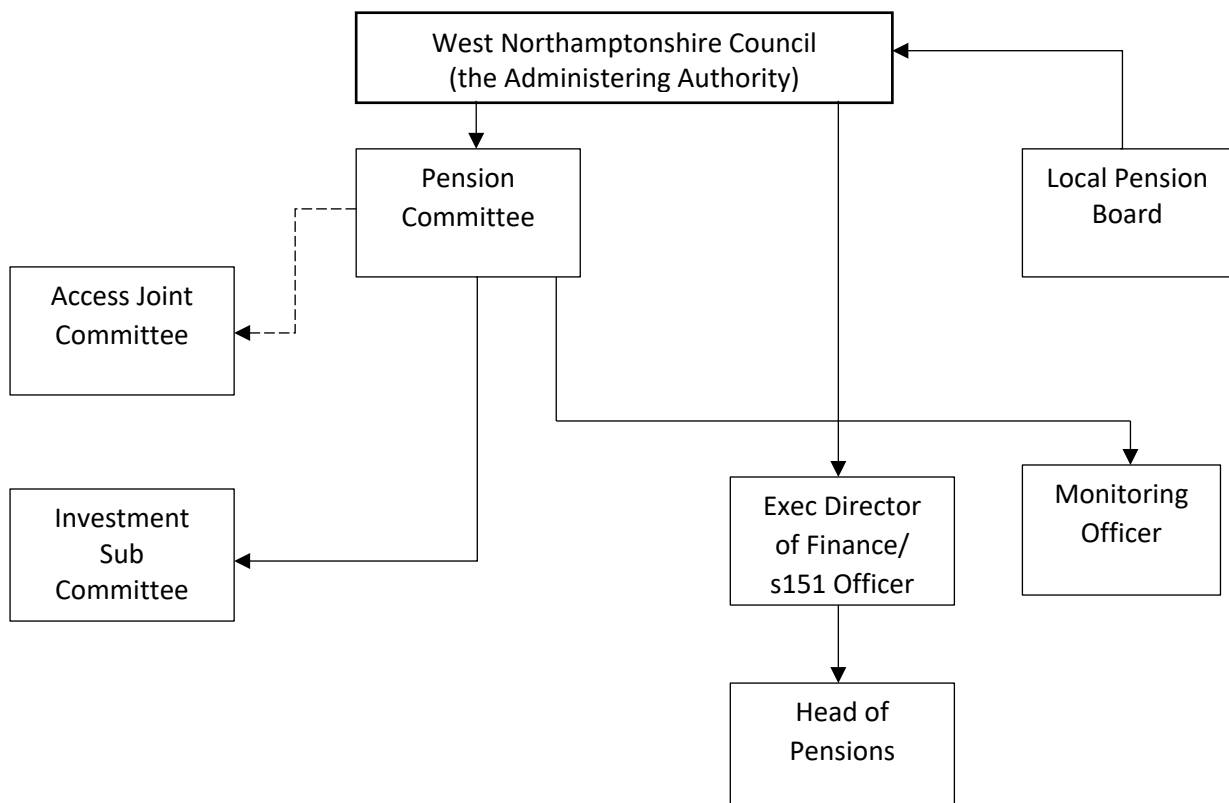 West Northamptonshire Council
(the Administering Authority)
Pension
Committee
Local Pension
Board
Access Joint
Committee
Investment
Sub
Committee
Exec Director
of Finance/
s151 Officer
Monitoring
Officer
Head of
Pensions